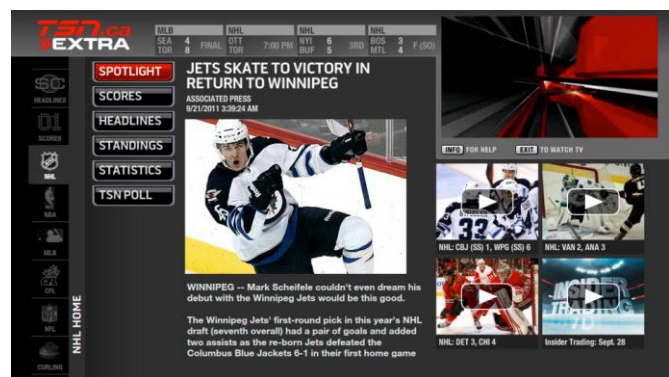 TSN.ca
EXTRA
MLB
SEA 4
TOR 8
FINAL
NHL
OTT
TOR
7:00 PM
NHL
NYI 6
BUF 5
3RD
NHL
BOS 3
MTL 4
F (SO)
HEADLINES
SCORES
NHL
NBA
MLB
CFL
NFL
CURLING
NHL HOME
SPOTLIGHT
SCORES
HEADLINES
STANDINGS
STATISTICS
TSN POLL
JETS SKATE TO VICTORY IN
RETURN TO WINNIPEG
ASSOCIATED PRESS
9/21/2011 3:39:24 AM
WINNIPEG -- Mark Scheifele couldn't even dream his
debut with the Winnipeg Jets would be this good.
The Winnipeg Jets' first-round pick in this year's NHL
draft (seventh overall) had a pair of goals and added
two assists as the re-born Jets defeated the
Columbus Blue Jackets 6-1 in their first home game
INFO FOR HELP
EXIT TO WATCH TV
33
NHL: CBJ (SS) 1, WPG (SS) 6
NHL: VAN 2, ANA 3
NHL: DET 3, CHI 4
INSIDER
TRADING
Insider Trading: Sept. 28